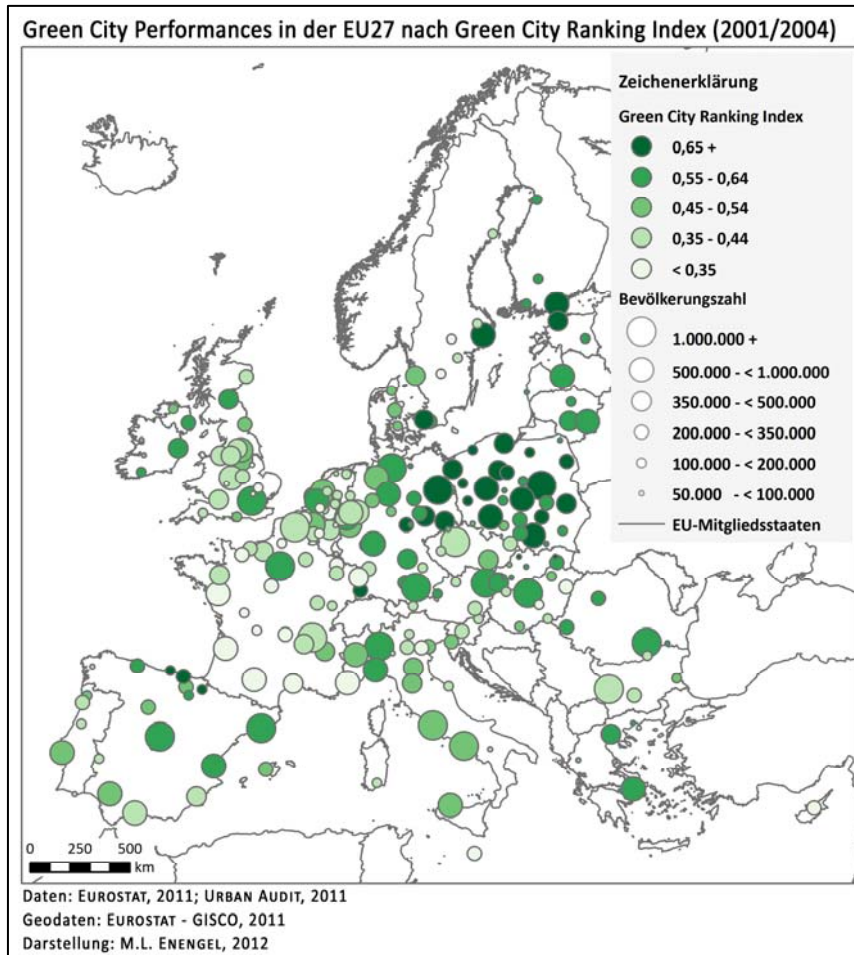 Green City Performances in der EU27 nach Green City Ranking Index (2001/2004)
Zeichenerklärung
Green City Ranking Index
0,65 +
0,55 - 0,64
0,45 - 0,54
0,35 - 0,44
< 0,35
Bevölkerungszahl
1.000.000 +
500.000 - < 1.000.000
350.000 - < 500.000
200.000 - < 350.000
100.000 - < 200.000
50.000 - < 100.000
EU-Mitgliedsstaaten
0 250 500
km
Daten: EUROSTAT, 2011; URBAN AUDIT, 2011
Geodaten: EUROSTAT - GISCO, 2011
Darstellung: M.L. ENENGEL, 2012